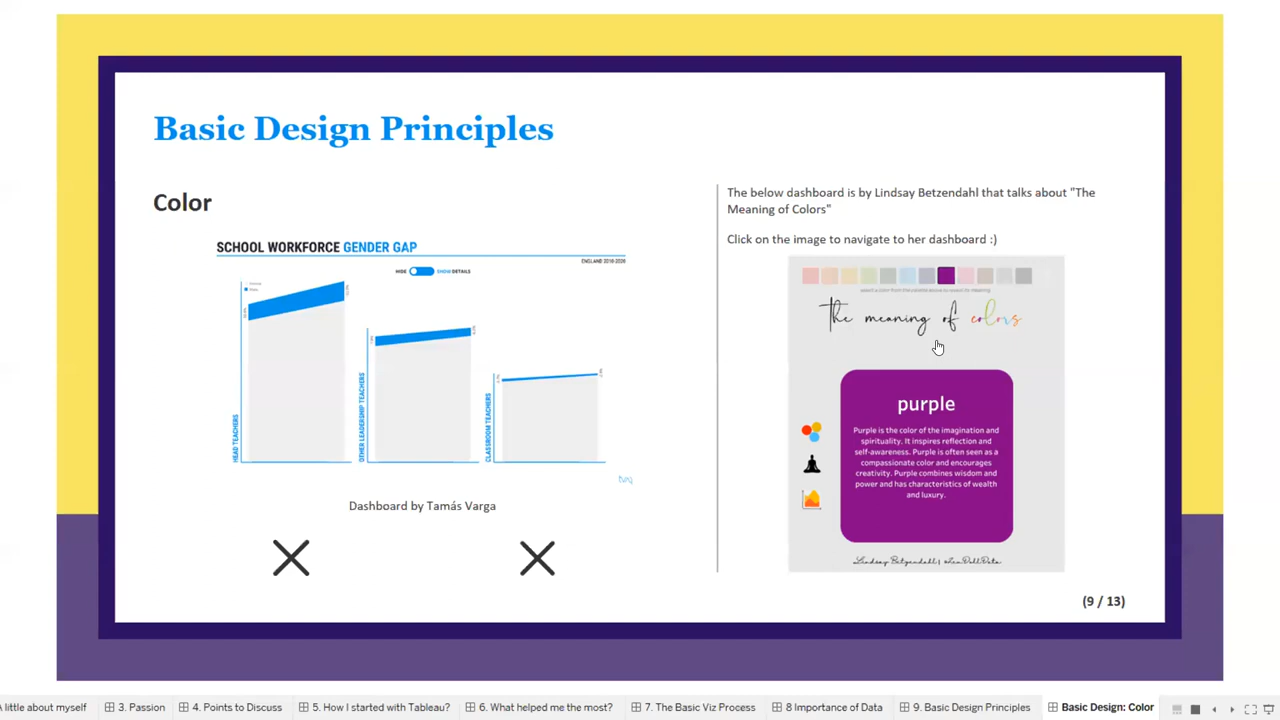 Basic Design Principles
Color
SCHOOL WORKFORCE GENDER GAP
ENGLAND 2010-2020
HIDE SHOW DETAILS
HEAD TEACHERS
OTHER LEADERSHIP TEACHERS
CLASSROOM TEACHERS
Dashboard by Tamás Varga
The below dashboard is by Lindsay Betzendahl that talks about "The
Meaning of Colors"
Click on the image to navigate to her dashboard :)
the meaning of colors
purple
Purple is the color of the imagination and
spirituality. It inspires reflection and
self-awareness. Purple is often seen as a
compassionate color and encourages
creativity. Purple combines wisdom and
power and has characteristics of wealth
and luxury.
Lindsay Betzendahl | #ZenDollData
(9 / 13)
A little about myself
3. Passion
4. Points to Discuss
5. How I started with Tableau?
6. What helped me the most?
7. The Basic Viz Process
8 Importance of Data
9. Basic Design Principles
Basic Design: Color